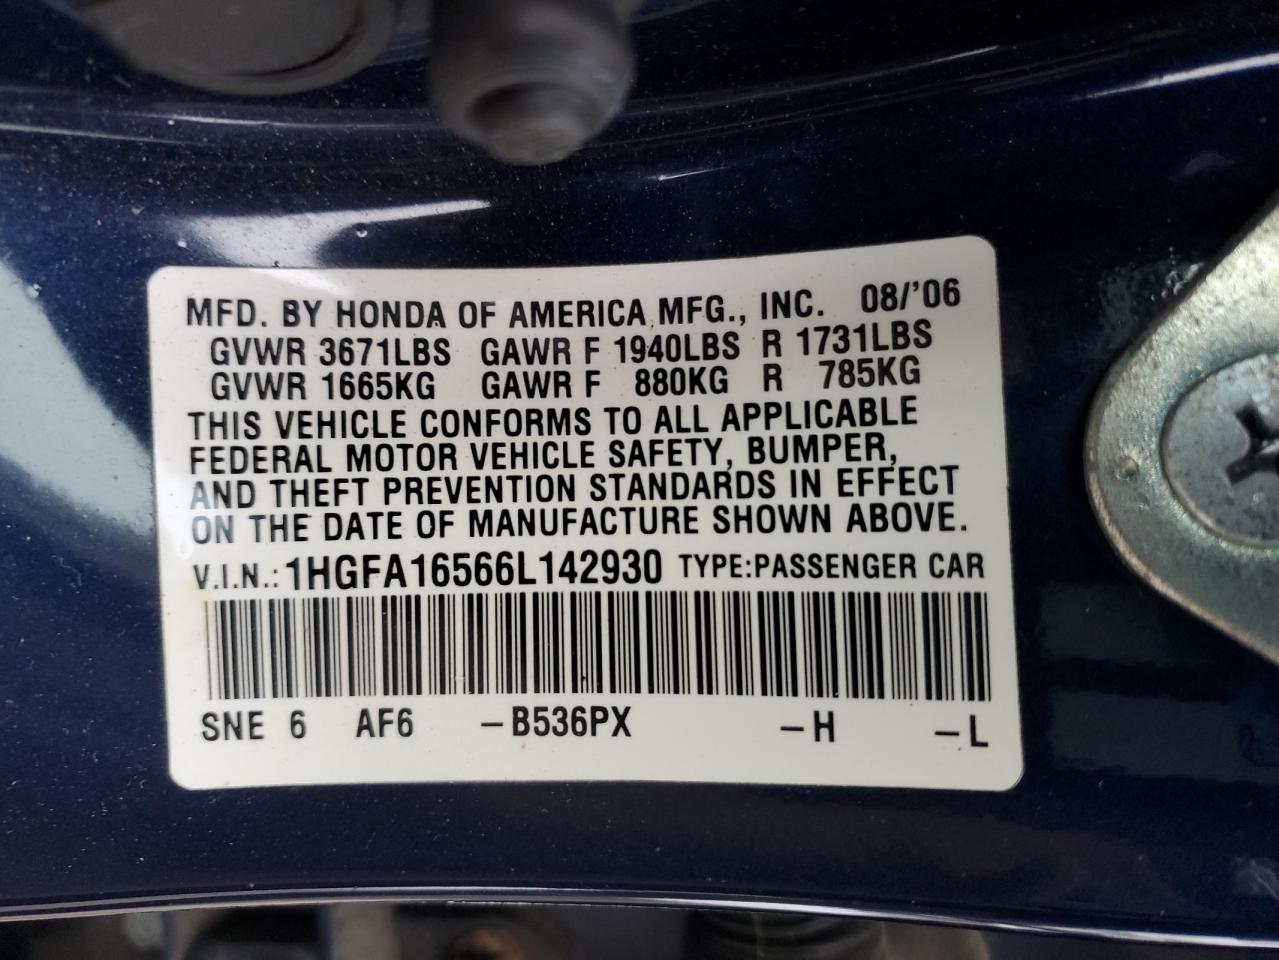 MFD. BY HONDA OF AMERICA MFG., INC. 08/'06
GVWR 3671LBS GAWR F 1940LBS R 1731LBS
GVWR 1665KG GAWR F 880KG R 785KG
THIS VEHICLE CONFORMS TO ALL APPLICABLE
FEDERAL MOTOR VEHICLE SAFETY, BUMPER,
AND THEFT PREVENTION STANDARDS IN EFFECT
ON THE DATE OF MANUFACTURE SHOWN ABOVE.
V.I.N.: 1HGFA16566L142930 TYPE:PASSENGER CAR
SNE 6 AF6 -B536PX -H -L